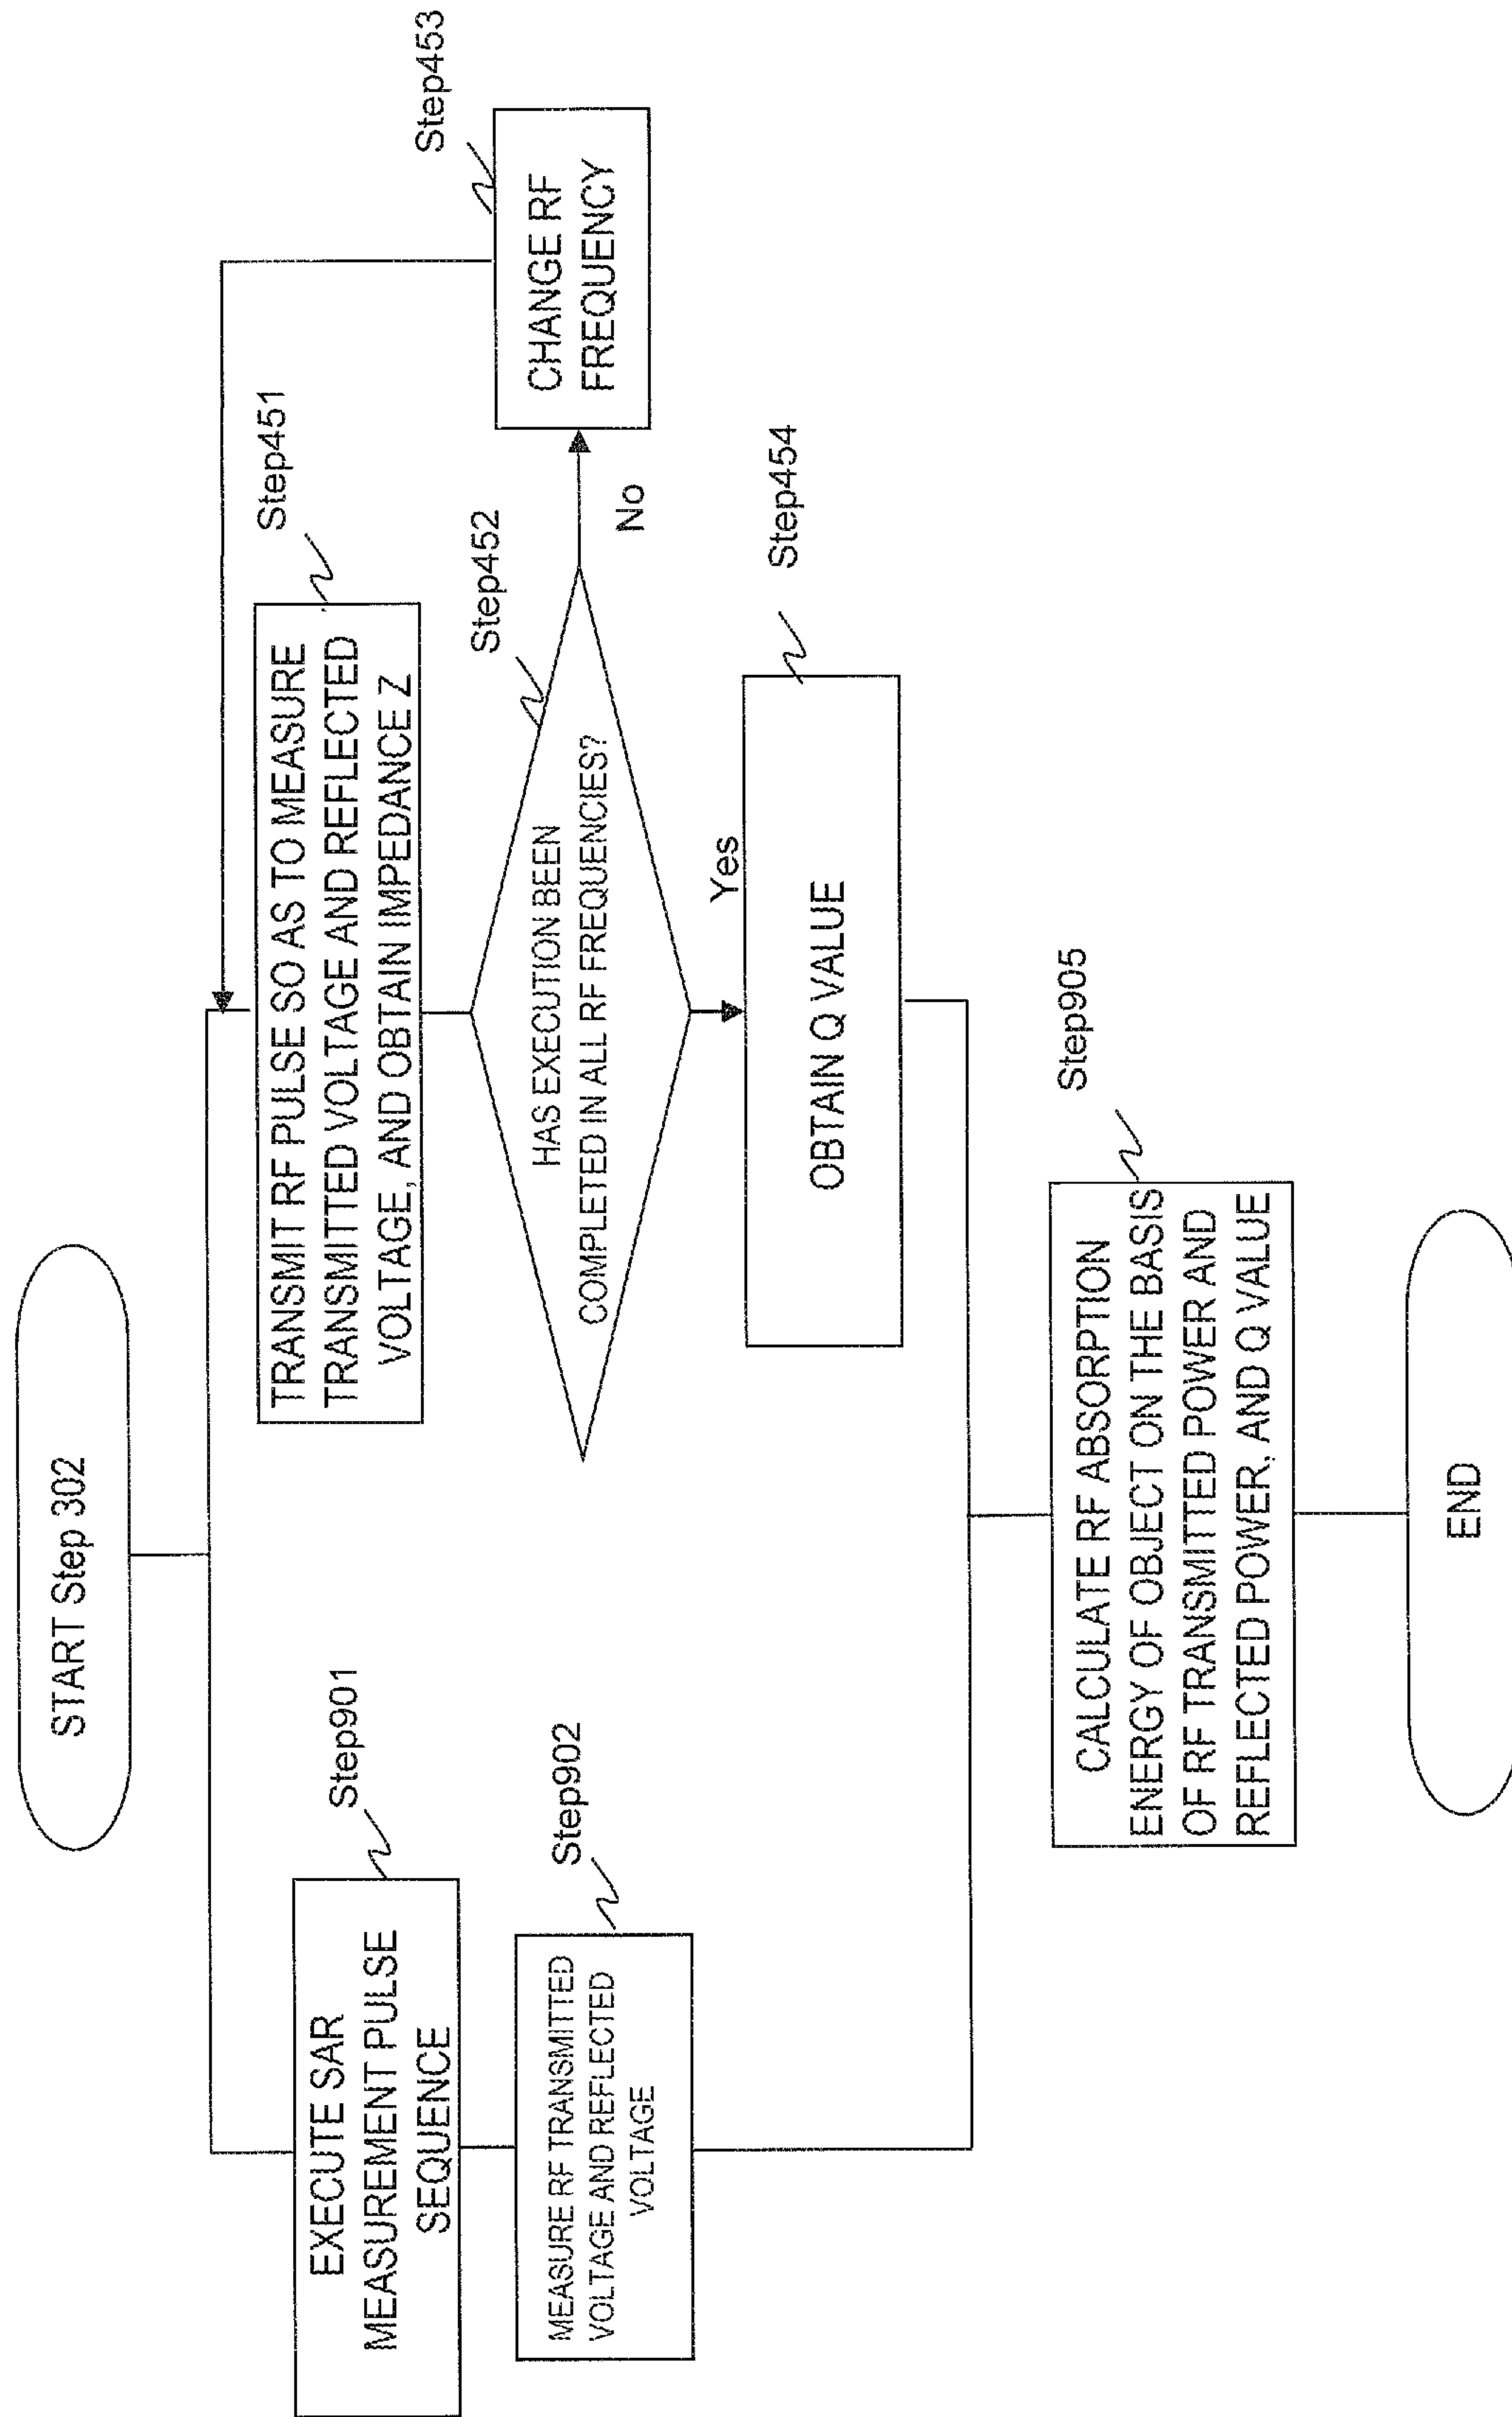 START Step 302
Step901
EXECUTE SAR
MEASUREMENT PULSE
SEQUENCE
Step902
MEASURE RF TRANSMITTED
VOLTAGE AND REFLECTED
VOLTAGE
Step451
TRANSMIT RF PULSE SO AS TO MEASURE
TRANSMITTED VOLTAGE AND REFLECTED
VOLTAGE, AND OBTAIN IMPEDANCE Z
Step452
HAS EXECUTION BEEN
COMPLETED IN ALL RF FREQUENCIES?
No
Step453
CHANGE RF
FREQUENCY
Yes
Step454
OBTAIN Q VALUE
Step905
CALCULATE RF ABSORPTION
ENERGY OF OBJECT ON THE BASIS
OF RF TRANSMITTED POWER AND
REFLECTED POWER, AND Q VALUE
END